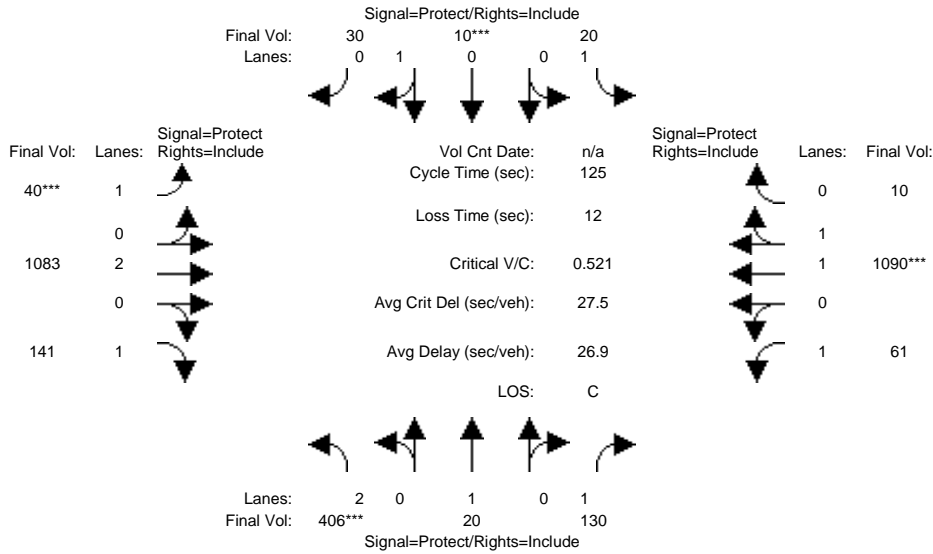 Signal=Protect/Rights=Include
Final Vol: 30 10*** 20
Lanes: 0 1 0 0 1
Signal=Protect
Final Vol: Lanes: Rights=Include
Vol Cnt Date: n/a
Signal=Protect
Rights=Include Lanes: Final Vol:
Cycle Time (sec): 125
40*** 1
0 10
Loss Time (sec): 12
0
1
1083 2
Critical V/C: 0.521
1 1090***
0
Avg Crit Del (sec/veh): 27.5
0
141 1
Avg Delay (sec/veh): 26.9
1 61
LOS: C
Lanes: 2 0 1 0 1
Final Vol: 406*** 20 130
Signal=Protect/Rights=Include